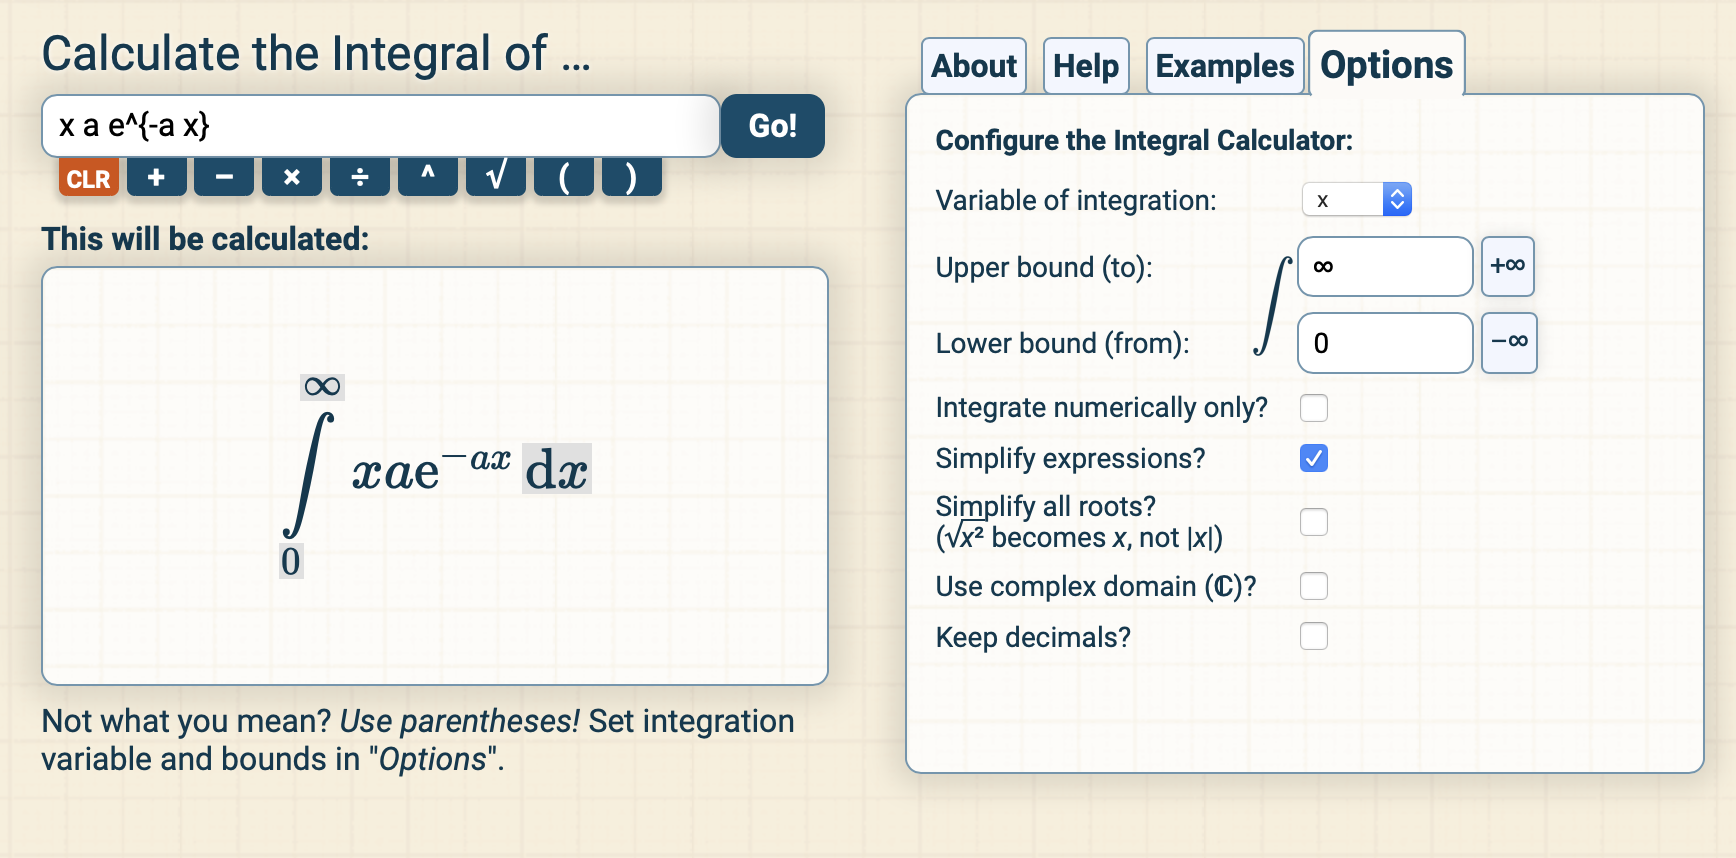 Calculate the Integral of ...
x a e^{-a x}
Go!
CLR + − × ÷ ^ √ ( )
This will be calculated:
∞
∫ xae^{−ax} dx
0
Not what you mean? Use parentheses! Set integration
variable and bounds in "Options".
About Help Examples Options
Configure the Integral Calculator:
Variable of integration: x
Upper bound (to): ∞ +∞
∫
Lower bound (from): 0 −∞
Integrate numerically only?
Simplify expressions?
Simplify all roots?
(√x² becomes x, not |x|)
Use complex domain (ℂ)?
Keep decimals?